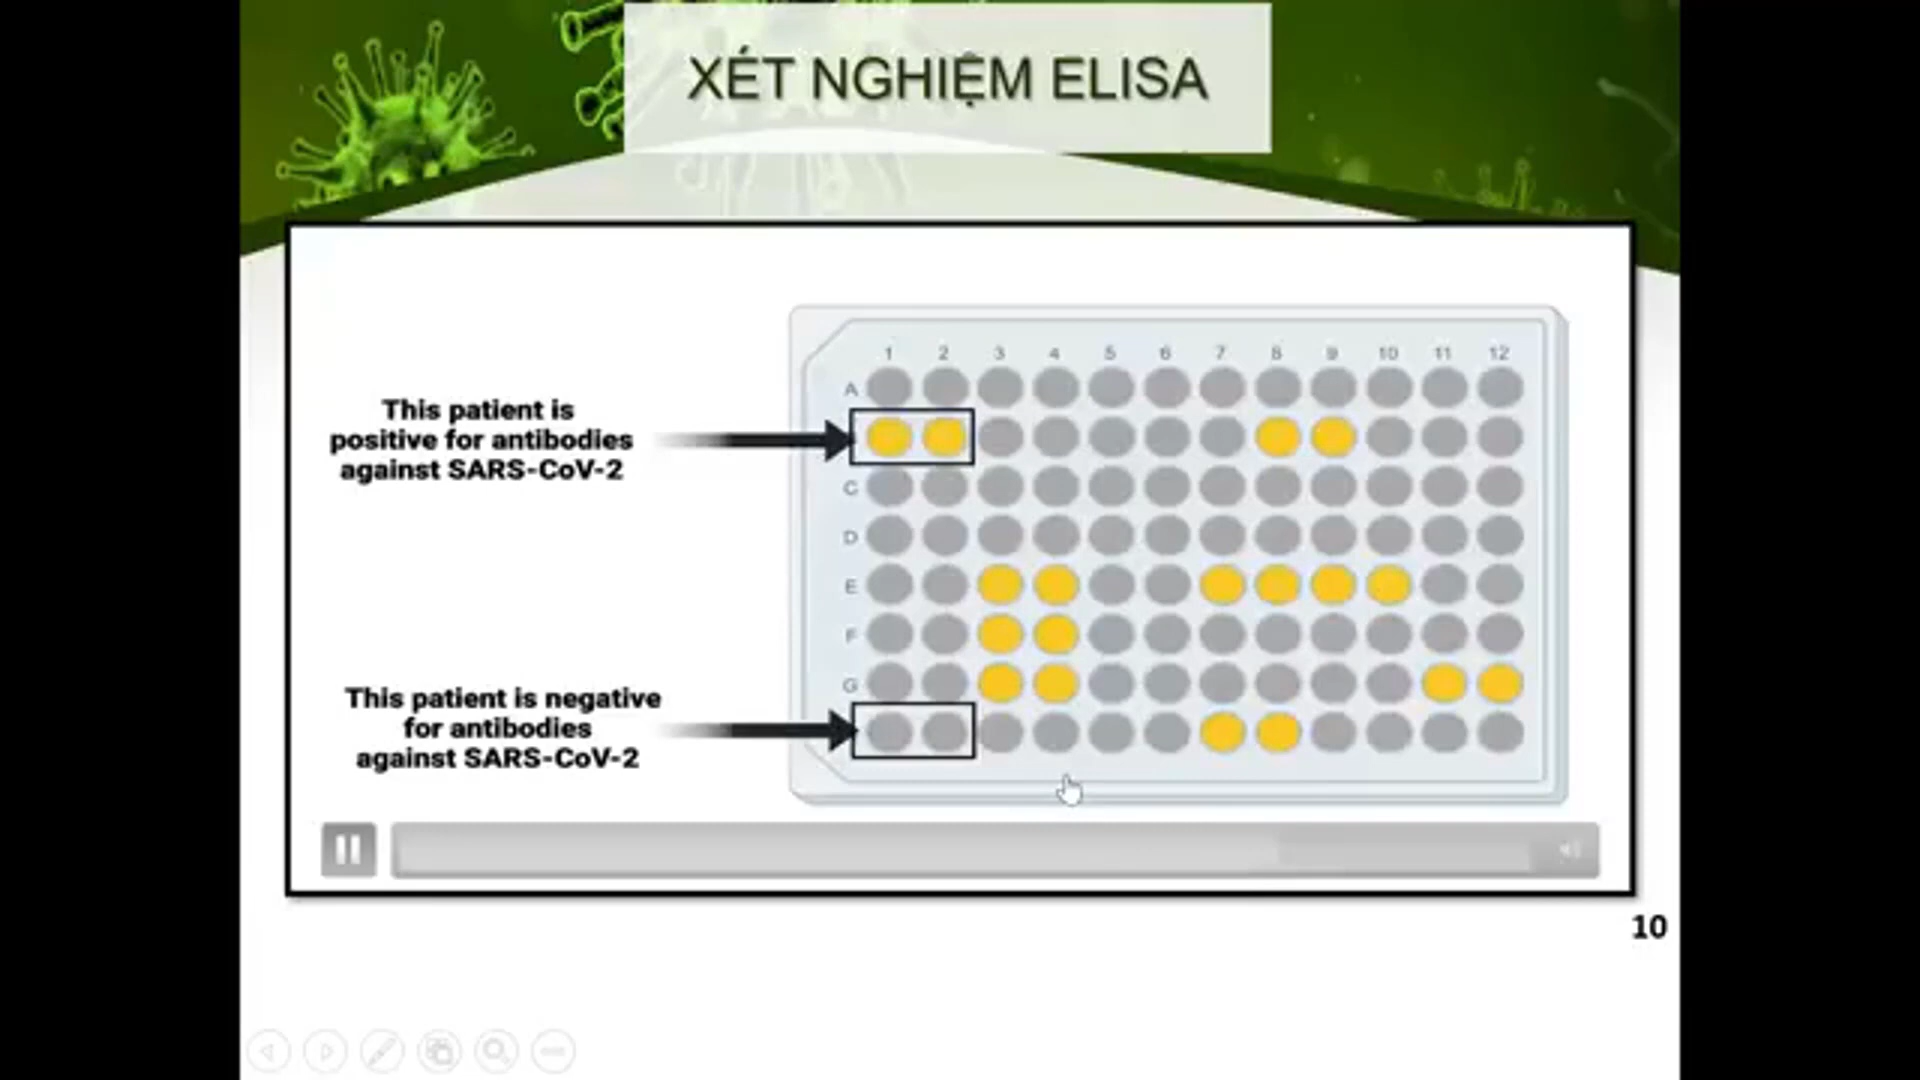 XÉT NGHIỆM ELISA
This patient is
positive for antibodies
against SARS-CoV-2
This patient is negative
for antibodies
against SARS-CoV-2
1 2 3 4 5 6 7 8 9 10 11 12
A
C
D
E
F
G
10